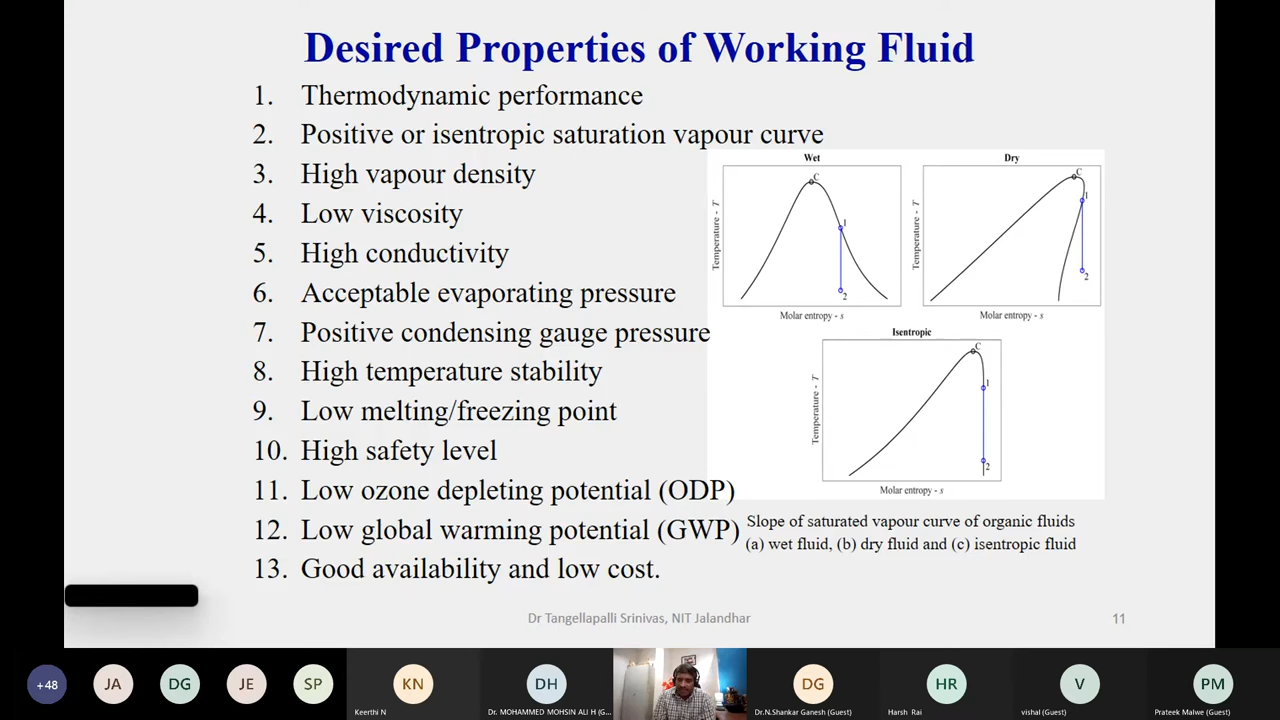 Desired Properties of Working Fluid
1. Thermodynamic performance
2. Positive or isentropic saturation vapour curve
3. High vapour density
4. Low viscosity
5. High conductivity
6. Acceptable evaporating pressure
7. Positive condensing gauge pressure
8. High temperature stability
9. Low melting/freezing point
10. High safety level
11. Low ozone depleting potential (ODP)
12. Low global warming potential (GWP)
13. Good availability and low cost.
Wet
C
1
2
Temperature - T
Molar entropy - s
Dry
C
1
2
Temperature - T
Molar entropy - s
Isentropic
C
1
2
Temperature - T
Molar entropy - s
Slope of saturated vapour curve of organic fluids
(a) wet fluid, (b) dry fluid and (c) isentropic fluid
Dr Tangellapalli Srinivas, NIT Jalandhar
11
+48
JA
DG
JE
SP
KN
Keerthi N
DH
Dr. MOHAMMED MOHSIN ALI H (G...
DG
Dr.N.Shankar Ganesh (Guest)
HR
Harsh Rai
V
vishal (Guest)
PM
Prateek Malwe (Guest)